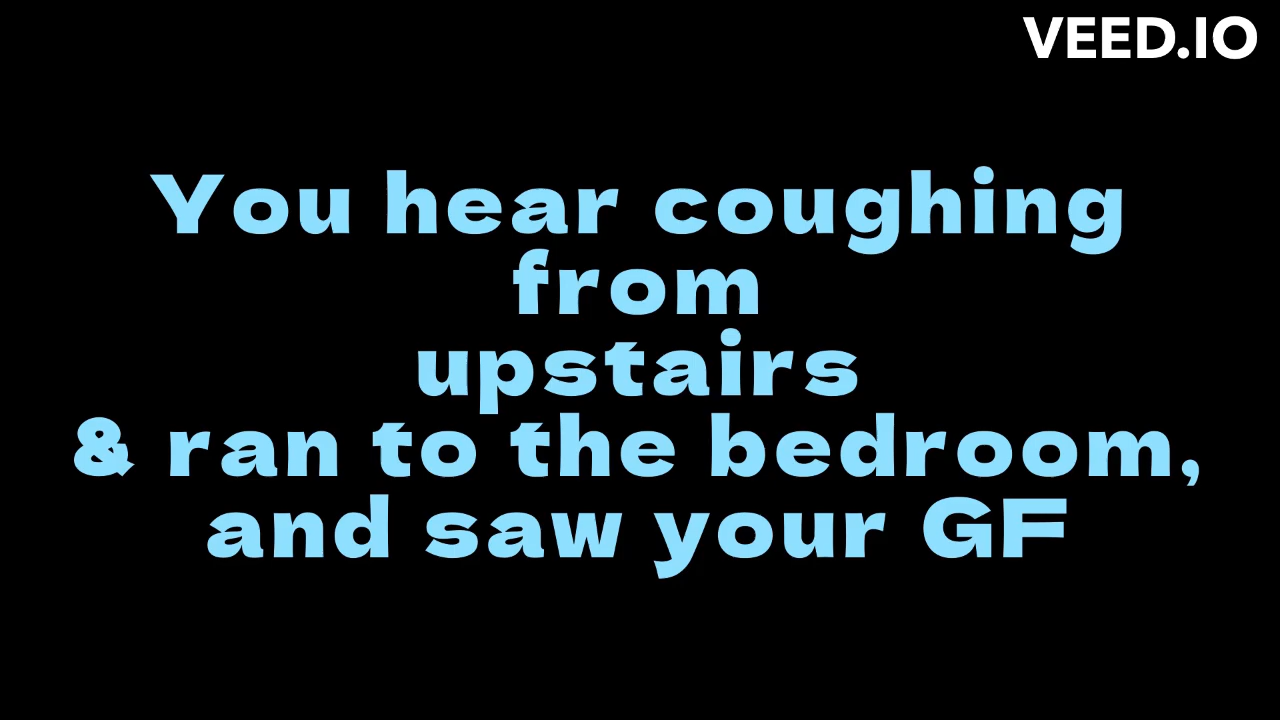 VEED.IO
You hear coughing
from
upstairs
& ran to the bedroom,
and saw your GF